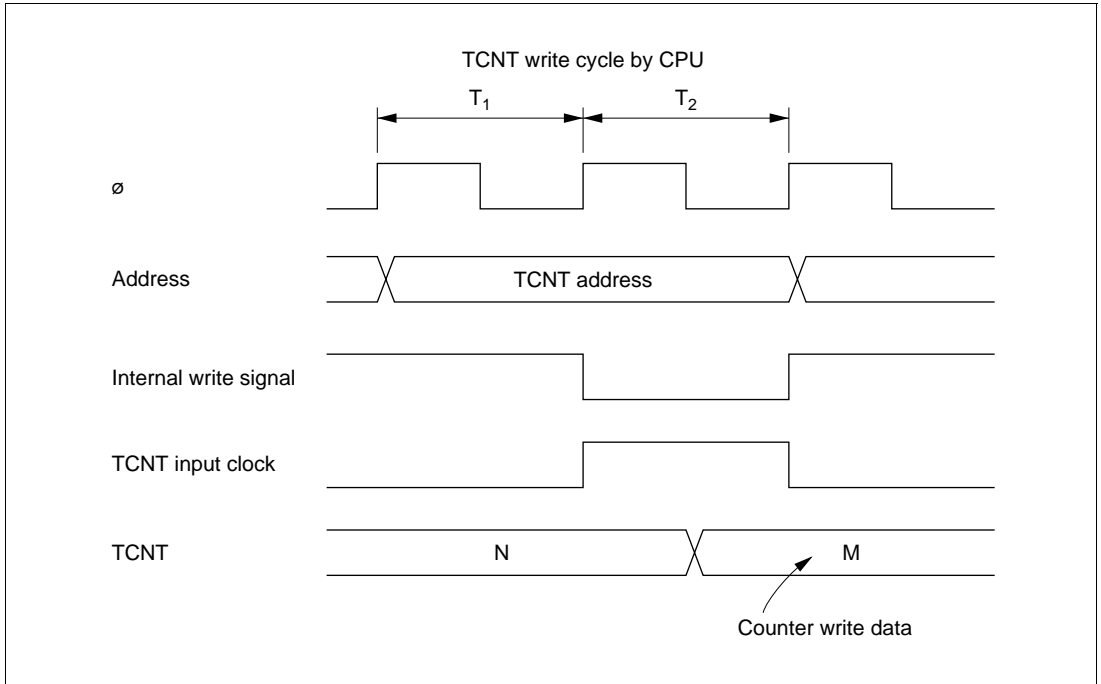 TCNT write cycle by CPU
T1 T2
ø
Address TCNT address
Internal write signal
TCNT input clock
TCNT N M
Counter write data